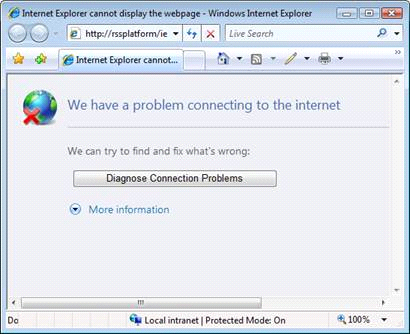 Internet Explorer cannot display the webpage - Windows Internet Explorer
http://rssplatform/ie
Live Search
Internet Explorer cannot...
We have a problem connecting to the internet
We can try to find and fix what's wrong:
Diagnose Connection Problems
More information
Do
Local intranet | Protected Mode: On
100%